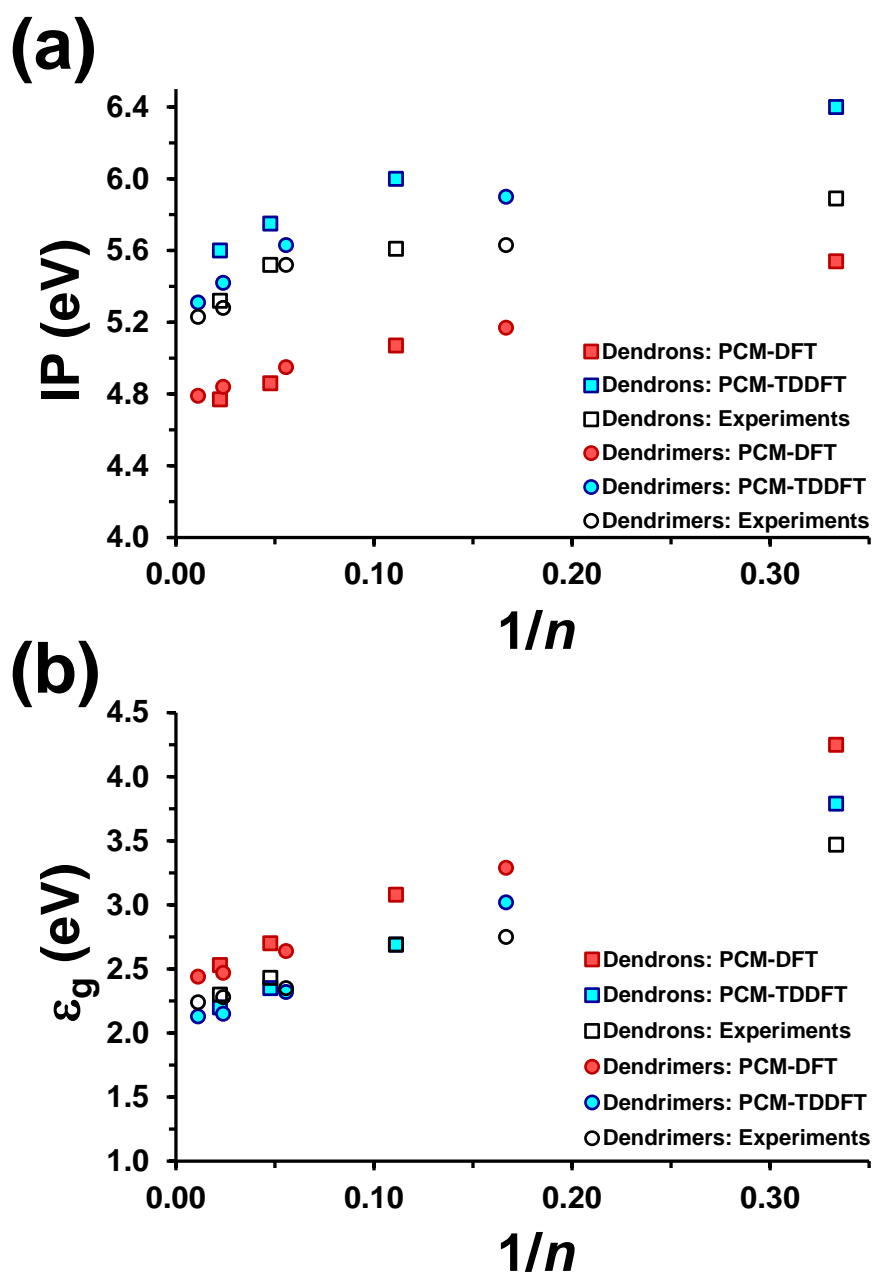 (a)
6.4
6.0
5.6
5.2
4.8
4.4
4.0
IP (eV)
Dendrons: PCM-DFT
Dendrons: PCM-TDDFT
Dendrons: Experiments
Dendrimers: PCM-DFT
Dendrimers: PCM-TDDFT
Dendrimers: Experiments
0.00 0.10 0.20 0.30
1/n
(b)
4.5
4.0
3.5
3.0
2.5
2.0
1.5
1.0
εg (eV)
Dendrons: PCM-DFT
Dendrons: PCM-TDDFT
Dendrons: Experiments
Dendrimers: PCM-DFT
Dendrimers: PCM-TDDFT
Dendrimers: Experiments
0.00 0.10 0.20 0.30
1/n